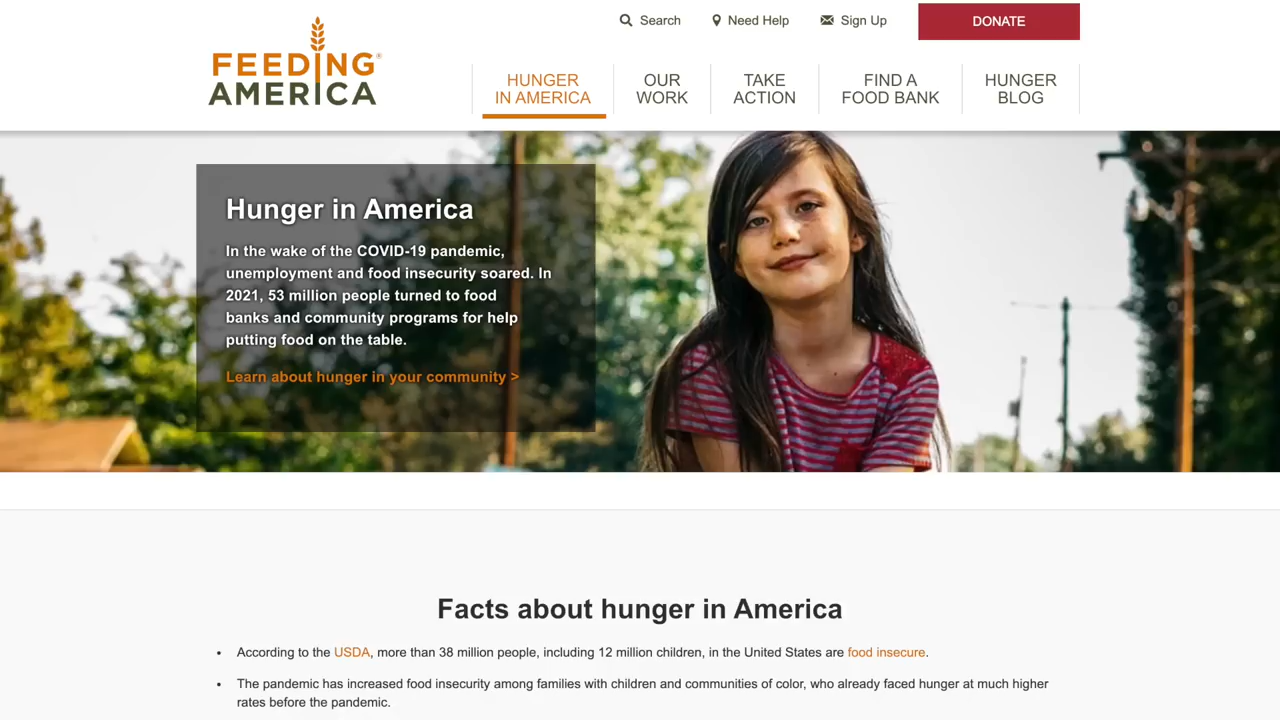 Search
Need Help
Sign Up
DONATE
FEEDING®
AMERICA
HUNGER
IN AMERICA
OUR
WORK
TAKE
ACTION
FIND A
FOOD BANK
HUNGER
BLOG
Hunger in America
In the wake of the COVID-19 pandemic,
unemployment and food insecurity soared. In
2021, 53 million people turned to food
banks and community programs for help
putting food on the table.
Learn about hunger in your community >
Facts about hunger in America
• According to the USDA, more than 38 million people, including 12 million children, in the United States are food insecure.
• The pandemic has increased food insecurity among families with children and communities of color, who already faced hunger at much higher
rates before the pandemic.